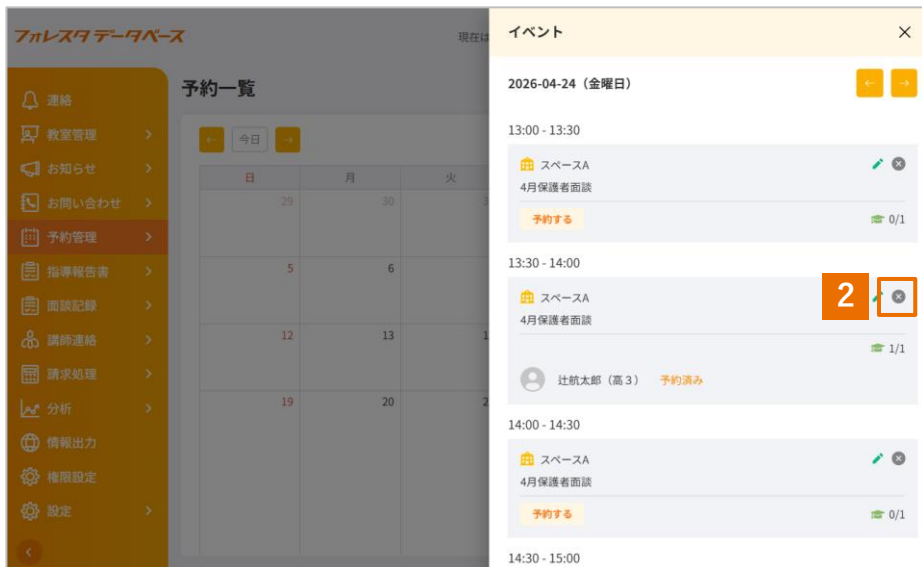 フォレスタ データベース
現在は
連絡
教室管理
お知らせ
お問い合わせ
予約管理
指導報告書
面談記録
講師連絡
請求処理
分析
情報出力
権限設定
設定
予約一覧
← 今日 →
日 月 火
29 30 3
5 6
12 13 1
19 20 2
イベント
×
2026-04-24（金曜日）
← →
13:00 - 13:30
スペースA
4月保護者面談
予約する 0/1
13:30 - 14:00
スペースA
2
4月保護者面談
1/1
辻航太郎（高３） 予約済み
14:00 - 14:30
スペースA
4月保護者面談
予約する 0/1
14:30 - 15:00